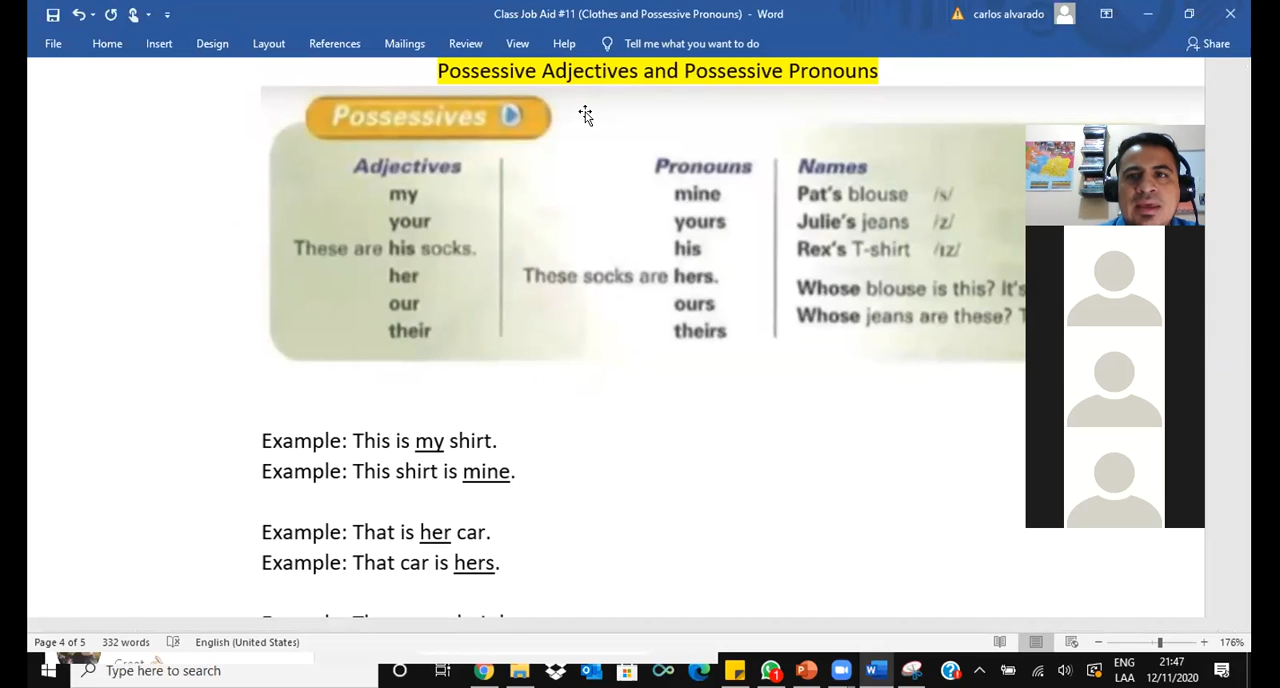 Class Job Aid #11 (Clothes and Possessive Pronouns) - Word
carlos alvarado
File Home Insert Design Layout References Mailings Review View Help Tell me what you want to do Share
Possessive Adjectives and Possessive Pronouns
Possessives
Adjectives Pronouns Names
my mine Pat's blouse /s/
your yours Julie's jeans /z/
These are his socks. his Rex's T-shirt /ɪz/
her These socks are hers.
our ours Whose blouse is this? It's
their theirs Whose jeans are these? T
Example: This is my shirt.
Example: This shirt is mine.
Example: That is her car.
Example: That car is hers.
Page 4 of 5 332 words English (United States) 176%
Type here to search
1
ENG 21:47
LAA 12/11/2020